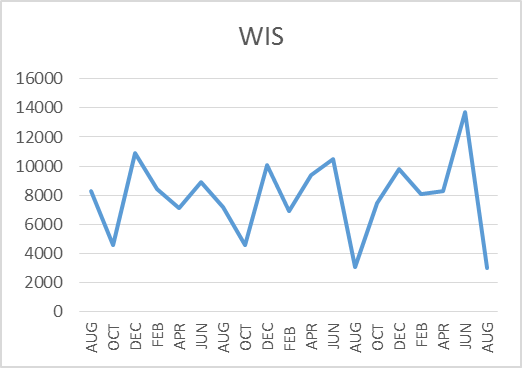 WIS
16000
14000
12000
10000
8000
6000
4000
2000
0
AUG
OCT
DEC
FEB
APR
JUN
AUG
OCT
DEC
FEB
APR
JUN
AUG
OCT
DEC
FEB
APR
JUN
AUG